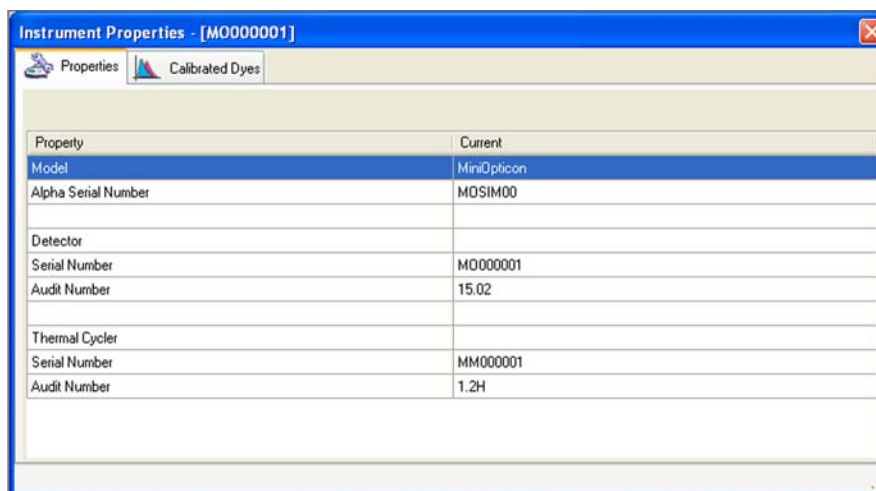 Instrument Properties - [MO000001]
Properties Calibrated Dyes
Property Current
Model MiniOpticon
Alpha Serial Number MOSIM00
Detector
Serial Number MO000001
Audit Number 15.02
Thermal Cycler
Serial Number MM000001
Audit Number 1.2H